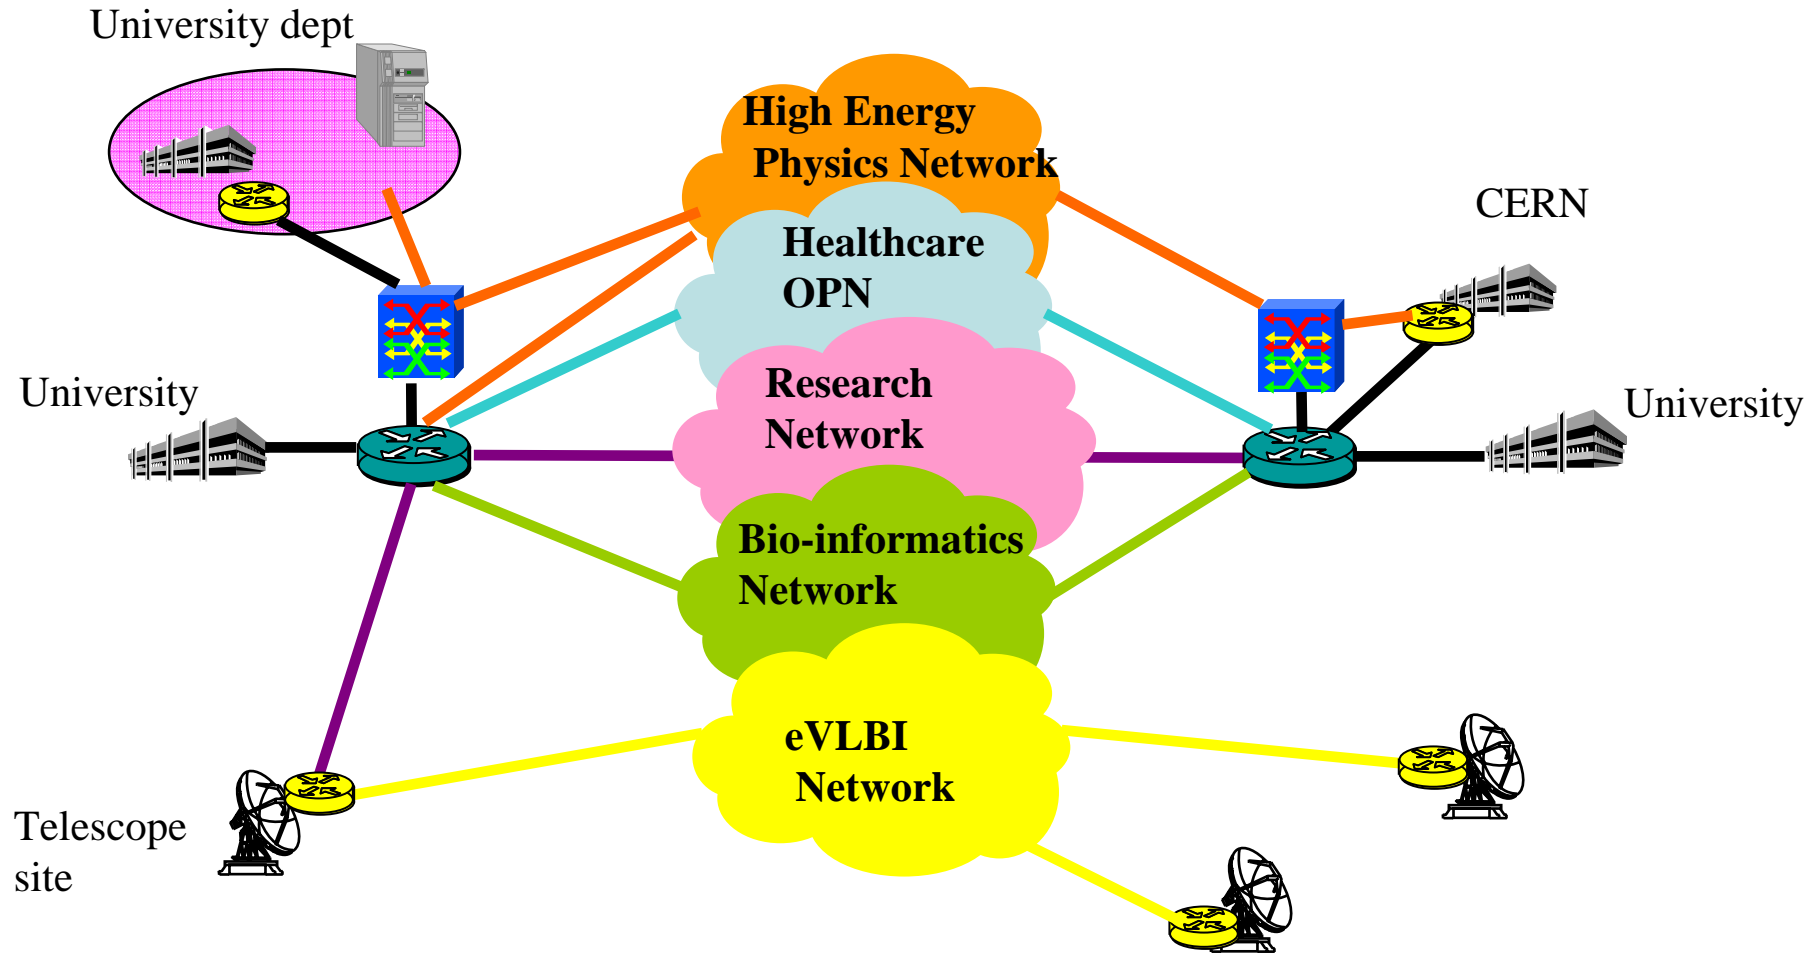 University dept
High Energy
Physics Network
CERN
Healthcare
OPN
University
Research
Network
University
Bio-informatics
Network
eVLBI
Network
Telescope
site